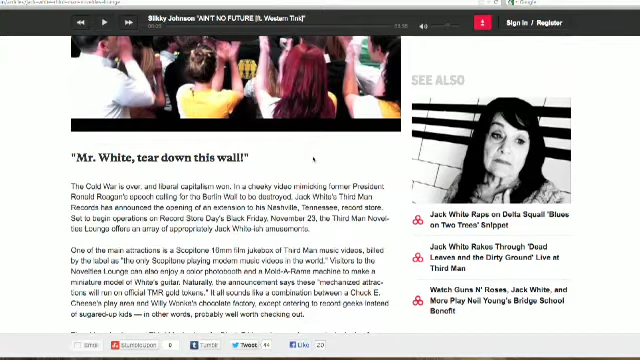 Slikky Johnson "AIN'T NO FUTURE [ft. Western Tink]"
Sign In / Register
Google
SEE ALSO
"Mr. White, tear down this wall!"
The Cold War is over, and liberal capitalism won. In a cheeky video mimicking former President
Ronald Reagan's speech calling for the Berlin Wall to be destroyed, Jack White's Third Man
Records has announced the opening of an extension to his Nashville, Tennessee, record store.
Set to begin operations on Record Store Day's Black Friday, November 23, the Third Man Novel-
ties Lounge offers an array of appropriately Jack White-ish amusements.
One of the main attractions is a Scopitone 16mm film jukebox of Third Man music videos, billed
by the label as "the only Scopitone playing modern music videos in the world." Visitors to the
Novelties Lounge can also enjoy a color photobooth and a Mold-A-Rama machine to make a
miniature model of White's guitar. Naturally, the announcement says these "mechanized attrac-
tions will run on official TMR gold tokens." It all sounds like a combination between a Chuck E.
Cheese's play area and Willy Wonka's chocolate factory, except catering to record geeks instead
of sugared-up kids — in other words, probably well worth checking out.
Jack White Raps on Delta Squall 'Blues
on Two Trees' Snippet
Jack White Rakes Through 'Dead
Leaves and the Dirty Ground' Live at
Third Man
Watch Guns N' Roses, Jack White, and
More Play Neil Young's Bridge School
Benefit
Email
StumbleUpon
0
Tumblr
Tweet
44
Like
20